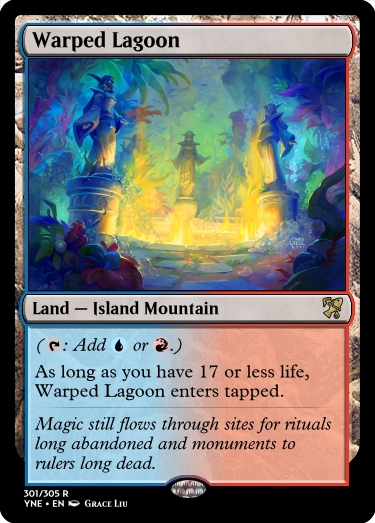 Warped Lagoon
Land — Island Mountain
(: Add or .)
As long as you have 17 or less life,
Warped Lagoon enters tapped.
Magic still flows through sites for rituals
long abandoned and monuments to
rulers long dead.
301/305 R
YNE • EN Grace Liu